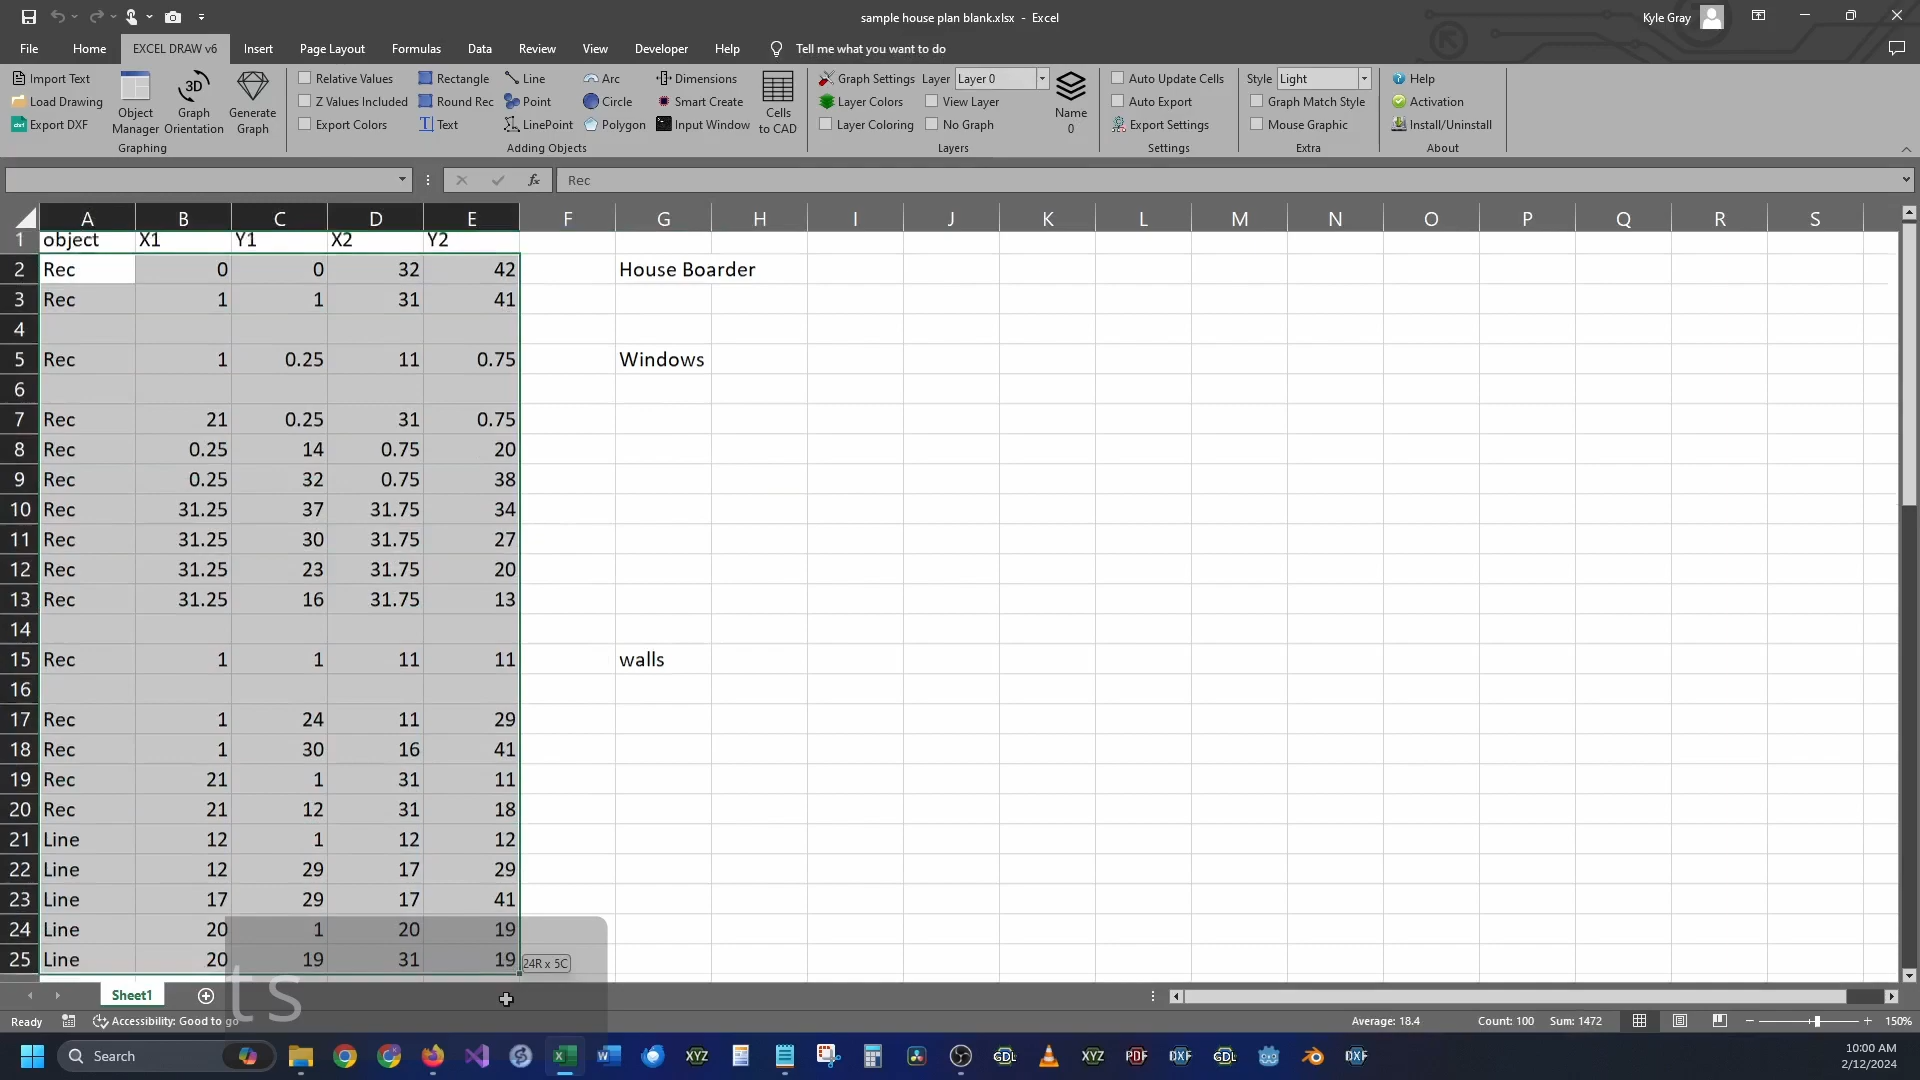 sample house plan blank.xlsx - Excel
Kyle Gray
File Home EXCEL DRAW v6 Insert Page Layout Formulas Data Review View Developer Help Tell me what you want to do
Import Text
Load Drawing
Export DXF
Object Manager
Graph Orientation
Generate Graph
Graphing
Relative Values
Z Values Included
Export Colors
Rectangle
Round Rec
Text
Line
Point
LinePoint
Arc
Circle
Polygon
Dimensions
Smart Create
Input Window
Cells to CAD
Adding Objects
Graph Settings
Layer Colors
Layer Coloring
Layer Layer 0
View Layer
No Graph
Name 0
Layers
Auto Update Cells
Auto Export
Export Settings
Settings
Style Light
Graph Match Style
Mouse Graphic
Extra
Help
Activation
Install/Uninstall
About
fx Rec
A B C D E F G H I J K L M N O P Q R S
1 object X1 Y1 X2 Y2
2 Rec 0 0 32 42 House Boarder
3 Rec 1 1 31 41
4
5 Rec 1 0.25 11 0.75 Windows
6
7 Rec 21 0.25 31 0.75
8 Rec 0.25 14 0.75 20
9 Rec 0.25 32 0.75 38
10 Rec 31.25 37 31.75 34
11 Rec 31.25 30 31.75 27
12 Rec 31.25 23 31.75 20
13 Rec 31.25 16 31.75 13
14
15 Rec 1 1 11 11 walls
16
17 Rec 1 24 11 29
18 Rec 1 30 16 41
19 Rec 21 1 31 11
20 Rec 21 12 31 18
21 Line 12 1 12 12
22 Line 12 29 17 29
23 Line 17 29 17 41
24 Line 20 1 20 19
25 Line 20 19 31 19
24R x 5C
ts
Sheet1
Ready Accessibility: Good to go Average: 18.4 Count: 100 Sum: 1472 150%
Search
XYZ GDL XYZ PDF DXF GDL DXF
10:00 AM
2/12/2024